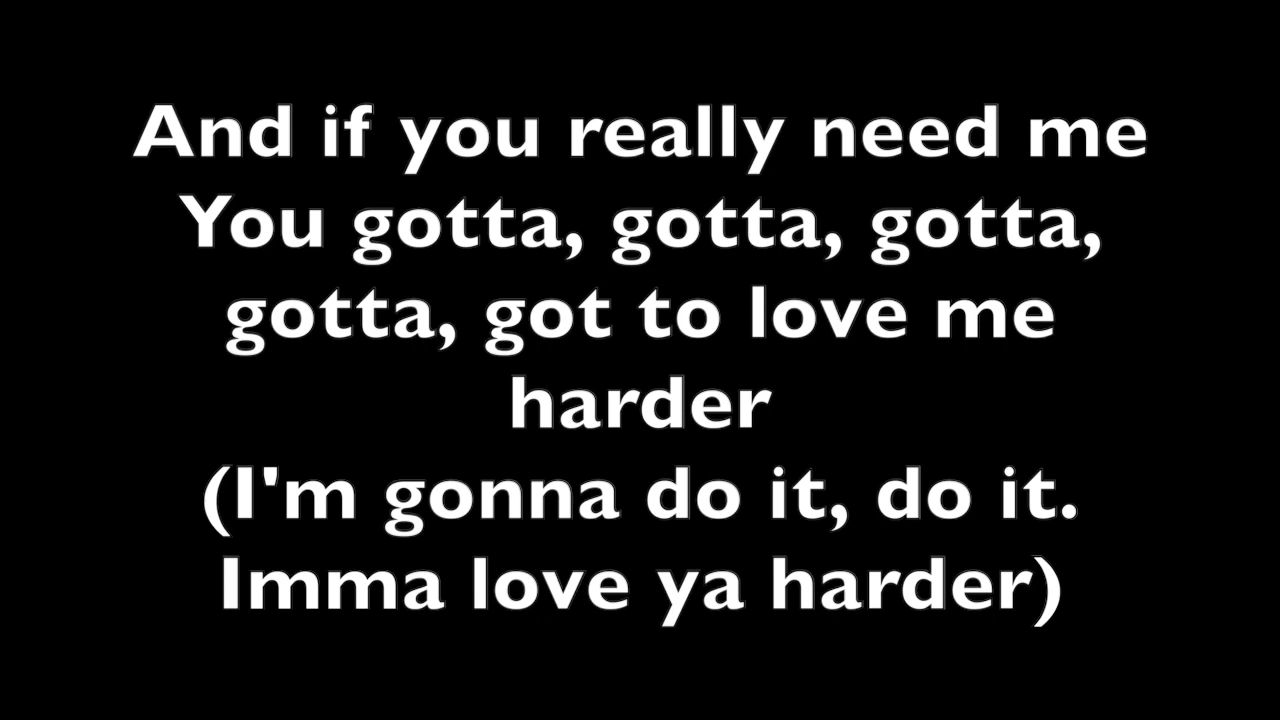 And if you really need me
You gotta, gotta, gotta,
gotta, got to love me
harder
(I'm gonna do it, do it.
Imma love ya harder)